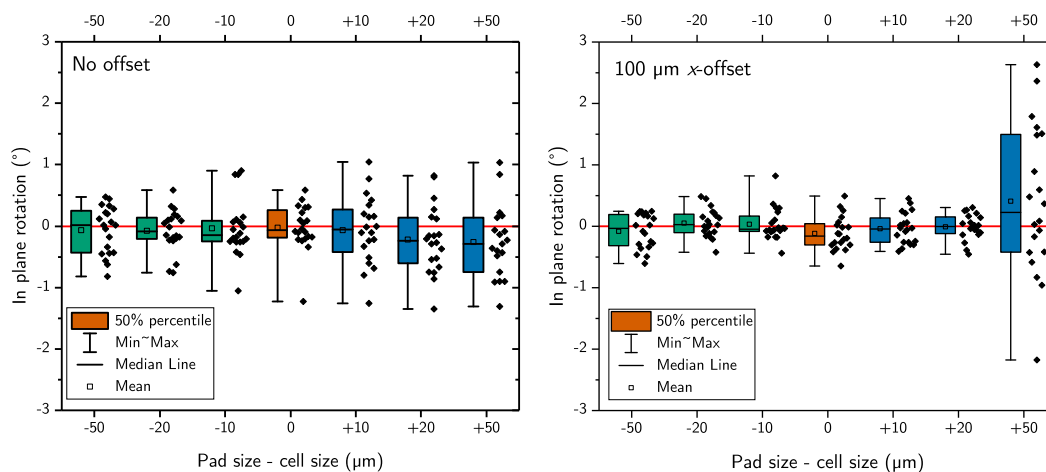 -50 -20 -10 0 +10 +20 +50
3
2
1
0
-1
-2
-3
In plane rotation (°)
No offset
50% percentile
Min~Max
Median Line
Mean
-50 -20 -10 0 +10 +20 +50
Pad size - cell size (μm)
-50 -20 -10 0 +10 +20 +50
3
2
1
0
-1
-2
-3
In plane rotation (°)
100 μm x-offset
50% percentile
Min~Max
Median Line
Mean
-50 -20 -10 0 +10 +20 +50
Pad size - cell size (μm)